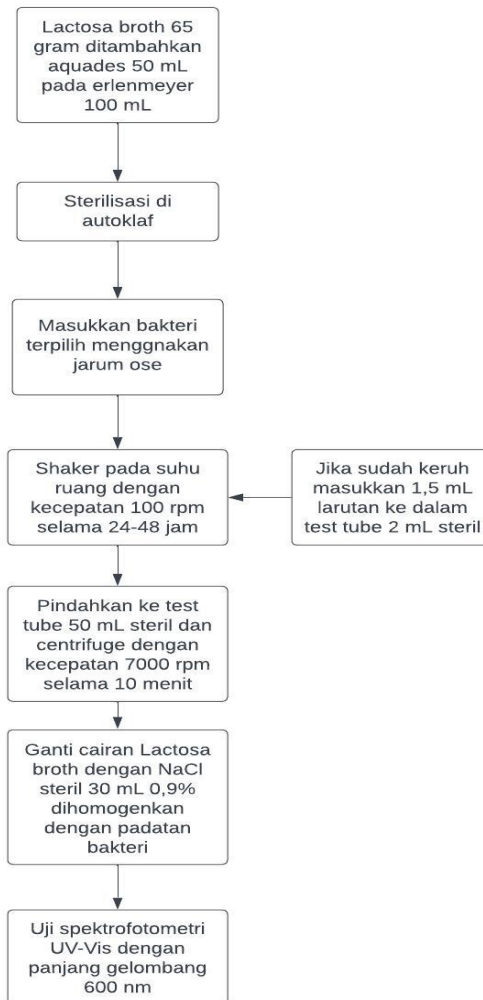 Lactosa broth 65
gram ditambahkan
aquades 50 mL
pada erlenmeyer
100 mL
Sterilisasi di
autoklaf
Masukkan bakteri
terpilih menggnakan
jarum ose
Shaker pada suhu
ruang dengan
kecepatan 100 rpm
selama 24-48 jam
Jika sudah keruh
masukkan 1,5 mL
larutan ke dalam
test tube 2 mL steril
Pindahkan ke test
tube 50 mL steril dan
centrifuge dengan
kecepatan 7000 rpm
selama 10 menit
Ganti cairan Lactosa
broth dengan NaCl
steril 30 mL 0,9%
dihomogenkan
dengan padatan
bakteri
Uji spektrofotometri
UV-Vis dengan
panjang gelombang
600 nm